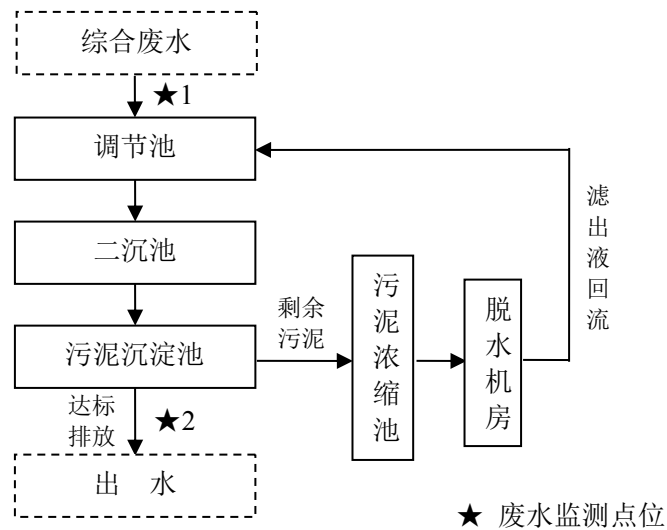 综合废水
★1
调节池
二沉池
污泥沉淀池
剩余
污泥
污泥浓缩池
脱水机房
滤出液回流
达标
排放
★2
出 水
★ 废水监测点位